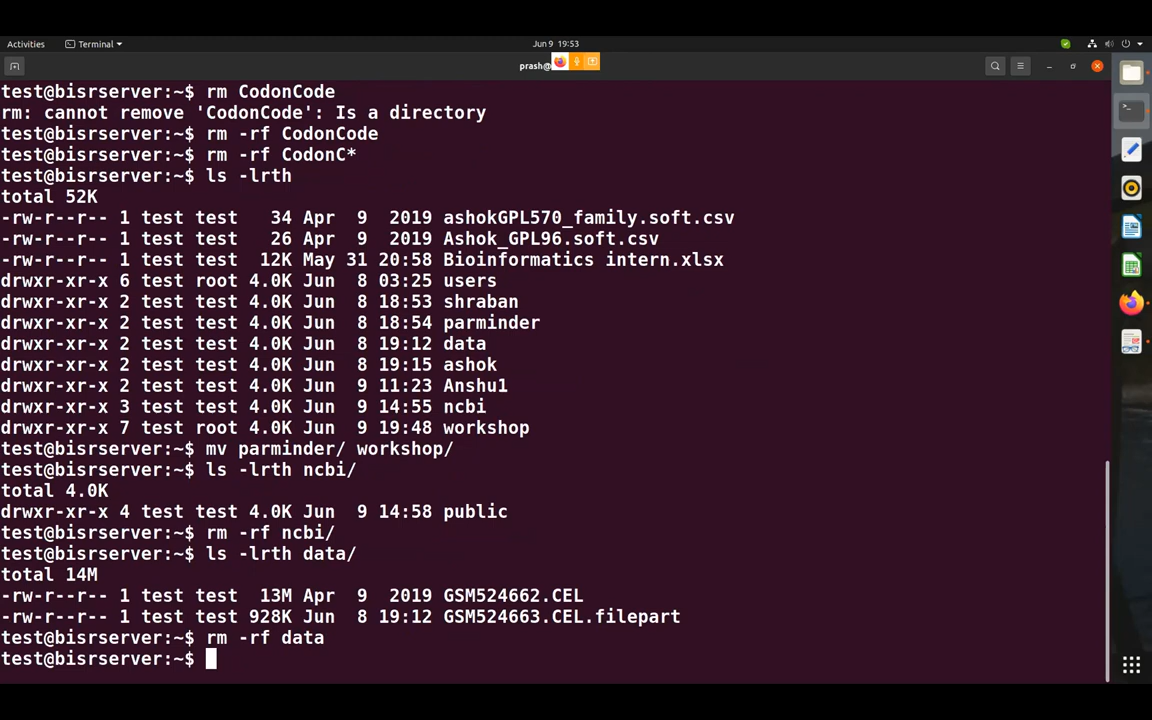 Activities
Terminal
Jun 9 19:53
prash@
test@bisrserver:~$ rm CodonCode
rm: cannot remove 'CodonCode': Is a directory
test@bisrserver:~$ rm -rf CodonCode
test@bisrserver:~$ rm -rf CodonC*
test@bisrserver:~$ ls -lrth
total 52K
-rw-r--r-- 1 test test   34 Apr  9  2019 ashokGPL570_family.soft.csv
-rw-r--r-- 1 test test   26 Apr  9  2019 Ashok_GPL96.soft.csv
-rw-r--r-- 1 test test  12K May 31 20:58 Bioinformatics intern.xlsx
drwxr-xr-x 6 test root 4.0K Jun  8 03:25 users
drwxr-xr-x 2 test test 4.0K Jun  8 18:53 shraban
drwxr-xr-x 2 test test 4.0K Jun  8 18:54 parminder
drwxr-xr-x 2 test test 4.0K Jun  8 19:12 data
drwxr-xr-x 2 test test 4.0K Jun  8 19:15 ashok
drwxr-xr-x 2 test test 4.0K Jun  9 11:23 Anshu1
drwxr-xr-x 3 test test 4.0K Jun  9 14:55 ncbi
drwxr-xr-x 7 test root 4.0K Jun  9 19:48 workshop
test@bisrserver:~$ mv parminder/ workshop/
test@bisrserver:~$ ls -lrth ncbi/
total 4.0K
drwxr-xr-x 4 test test 4.0K Jun  9 14:58 public
test@bisrserver:~$ rm -rf ncbi/
test@bisrserver:~$ ls -lrth data/
total 14M
-rw-r--r-- 1 test test  13M Apr  9  2019 GSM524662.CEL
-rw-r--r-- 1 test test 928K Jun  8 19:12 GSM524663.CEL.filepart
test@bisrserver:~$ rm -rf data
test@bisrserver:~$